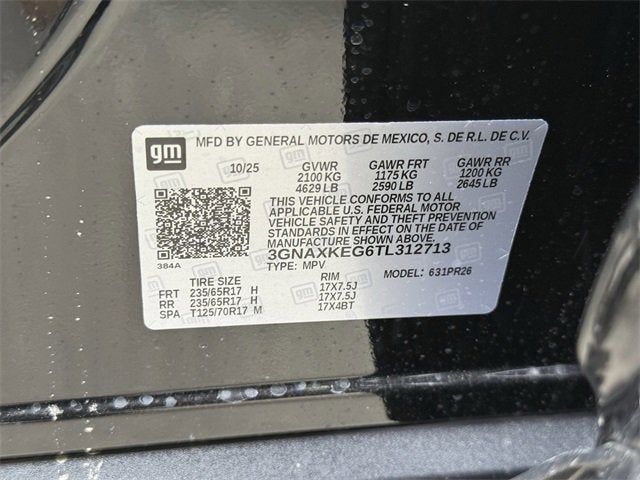 gm
MFD BY GENERAL MOTORS DE MEXICO, S. DE R.L. DE C.V.
10/25 GVWR GAWR FRT GAWR RR
2100 KG 1175 KG 1200 KG
4629 LB 2590 LB 2645 LB
THIS VEHICLE CONFORMS TO ALL
APPLICABLE U.S. FEDERAL MOTOR
VEHICLE SAFETY AND THEFT PREVENTION
STANDARDS IN EFFECT ON THE DATE OF
MANUFACTURE SHOWN ABOVE.
3GNAXKEG6TL312713
384A
TYPE: MPV MODEL: 631PR26
TIRE SIZE RIM
FRT 235/65R17 H 17X7.5J
RR 235/65R17 H 17X7.5J
SPA T125/70R17 M 17X4BT